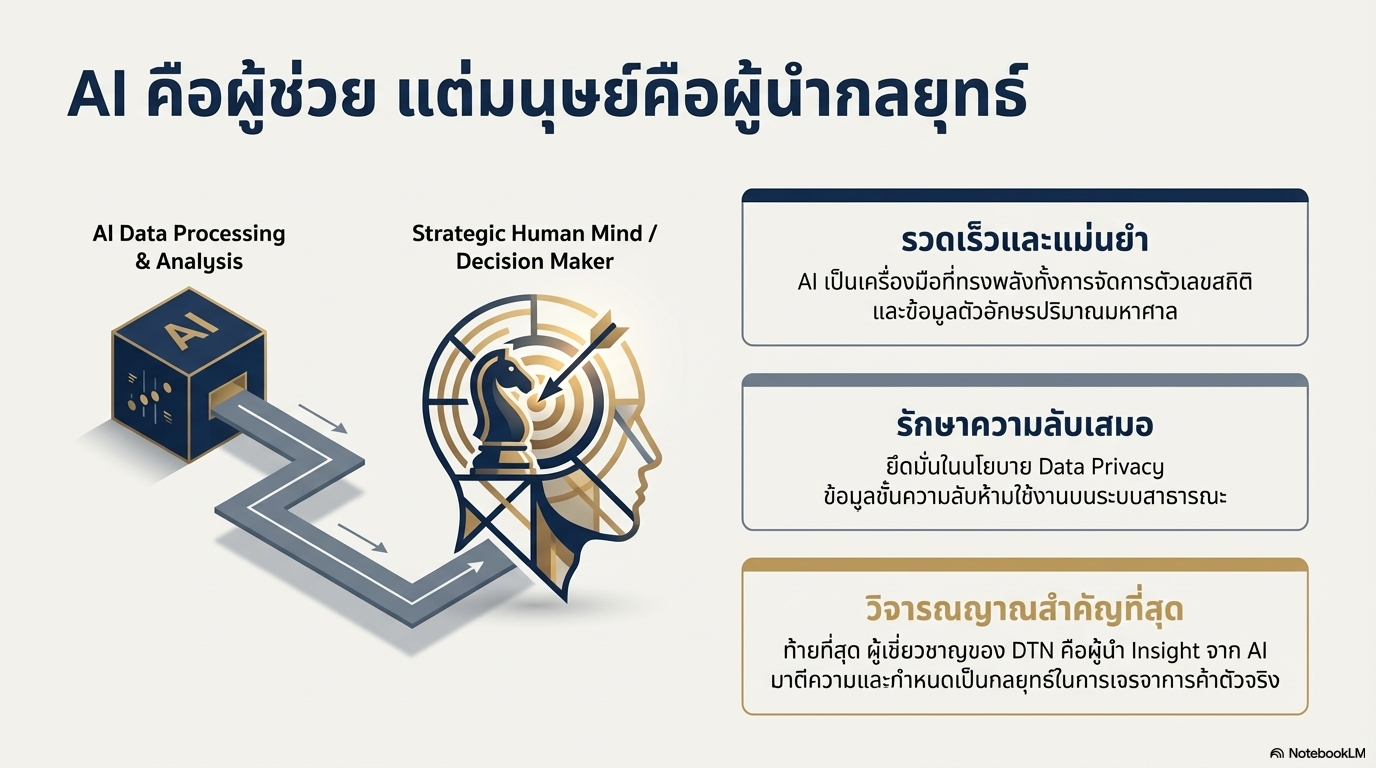 AI คือผู้ช่วย แต่มนุษย์คือผู้นำกลยุทธ์
AI Data Processing
& Analysis
Strategic Human Mind /
Decision Maker
AI
รวดเร็วและแม่นยำ
AI เป็นเครื่องมือที่ทรงพลังทั้งการจัดการตัวเลขสถิติ
และข้อมูลตัวอักษรปริมาณมหาศาล
รักษาความลับเสมอ
ยึดมั่นในนโยบาย Data Privacy
ข้อมูลชั้นความลับห้ามใช้งานบนระบบสาธารณะ
วิจารณญาณสำคัญที่สุด
ท้ายที่สุด ผู้เชี่ยวชาญของ DTN คือผู้นำ Insight จาก AI
มาตีความและกำหนดเป็นกลยุทธ์ในการเจรจาการค้าตัวจริง
NotebookLM